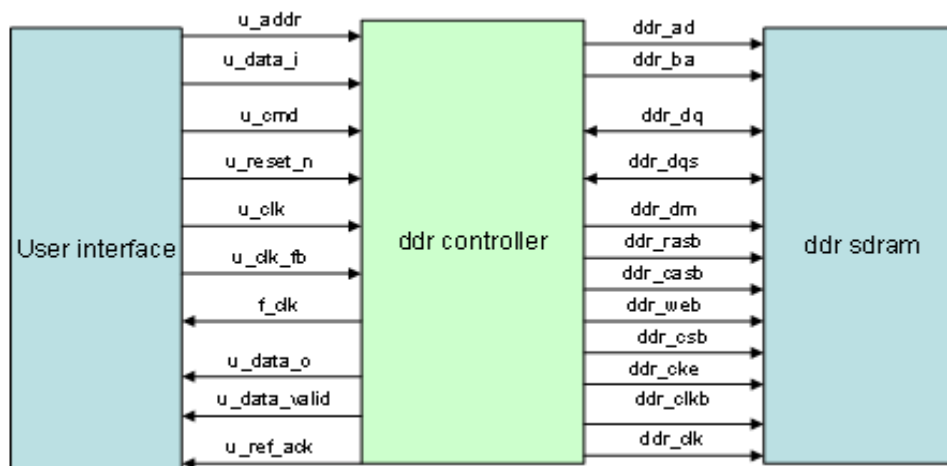 u_addr
u_data_i
u_cmd
u_reset_n
u_clk
u_clk_fb
f_clk
u_data_o
u_data_valid
u_ref_ack
User interface
ddr controller
ddr_ad
ddr_ba
ddr_dq
ddr_dqs
ddr_dm
ddr_rasb
ddr_casb
ddr_web
ddr_csb
ddr_cke
ddr_clkb
ddr_clk
ddr sdram